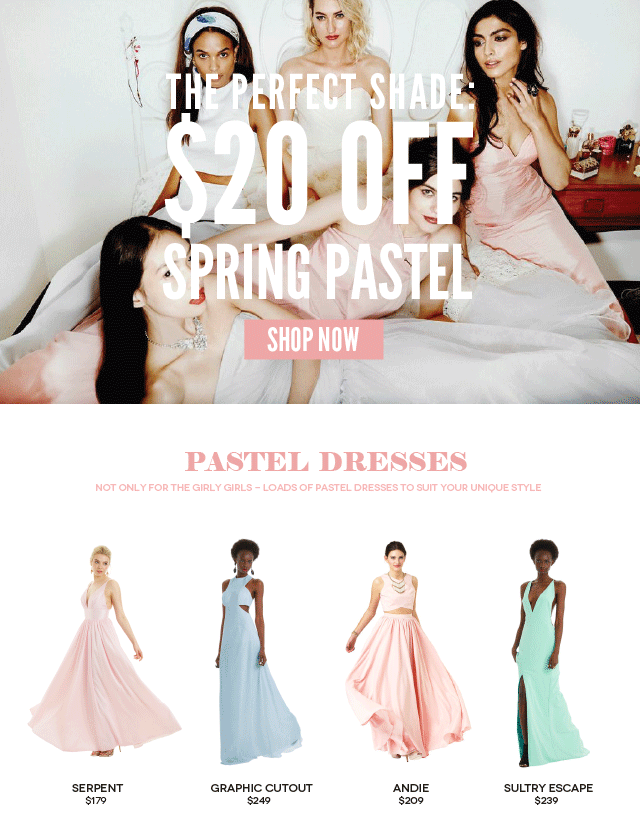 THE PERFECT SHADE:
$20 OFF
SPRING PASTEL
SHOP NOW
PASTEL DRESSES
NOT ONLY FOR THE GIRLY GIRLS – LOADS OF PASTEL DRESSES TO SUIT YOUR UNIQUE STYLE
SERPENT
$179
GRAPHIC CUTOUT
$249
ANDIE
$209
SULTRY ESCAPE
$239